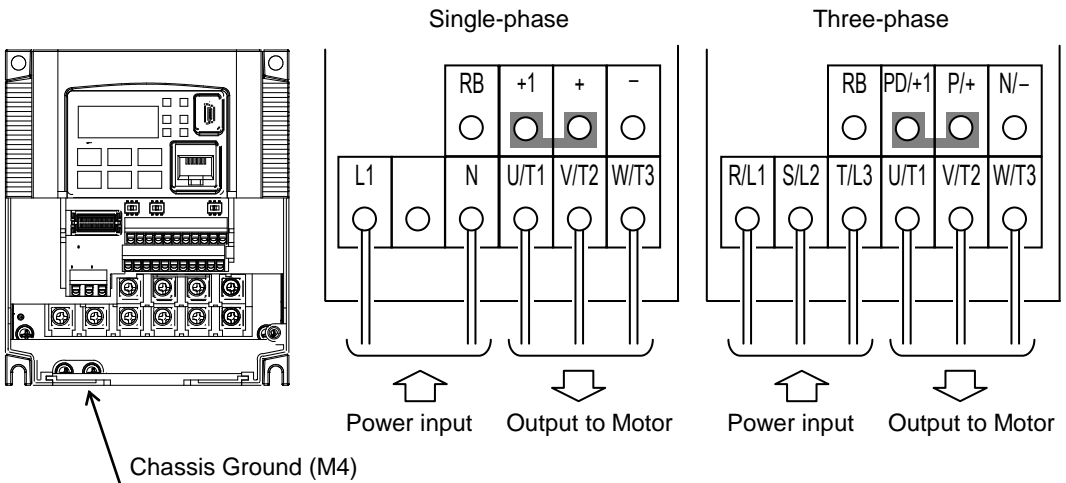 Single-phase
Three-phase
RB +1 + −
L1 N U/T1 V/T2 W/T3
RB PD/+1 P/+ N/−
R/L1 S/L2 T/L3 U/T1 V/T2 W/T3
Power input
Output to Motor
Power input
Output to Motor
Chassis Ground (M4)